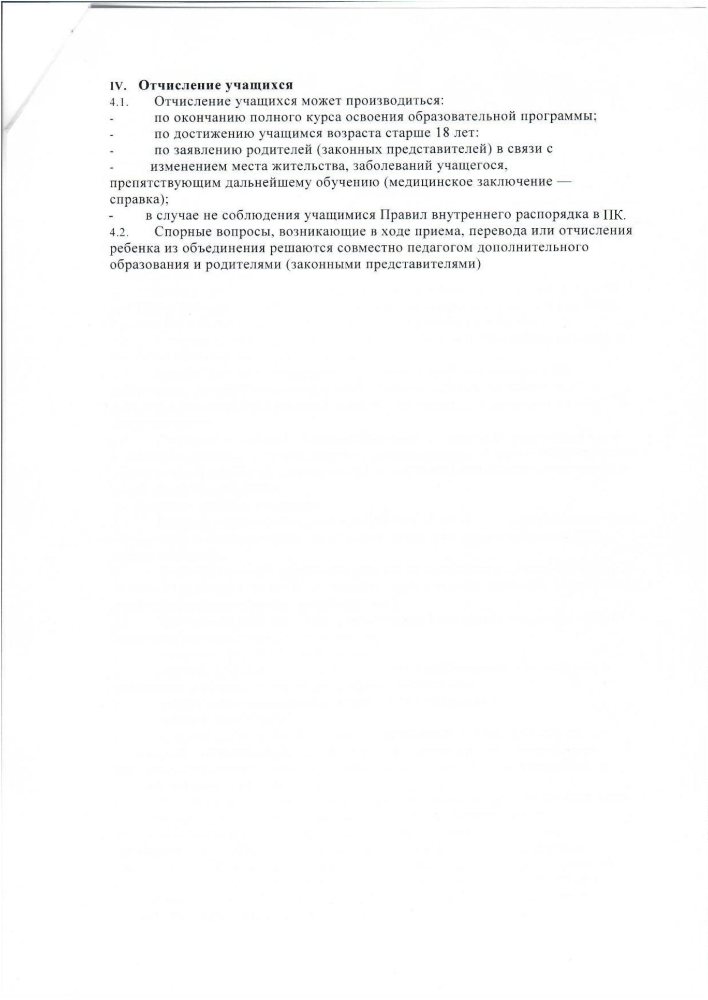 IV. Отчисление учащихся
4.1. Отчисление учащихся может производиться:
- по окончанию полного курса освоения образовательной программы;
- по достижению учащимся возраста старше 18 лет:
- по заявлению родителей (законных представителей) в связи с
- изменением места жительства, заболеваний учащегося,
препятствующим дальнейшему обучению (медицинское заключение —
справка);
- в случае не соблюдения учащимися Правил внутреннего распорядка в ПК.
4.2. Спорные вопросы, возникающие в ходе приема, перевода или отчисления
ребенка из объединения решаются совместно педагогом дополнительного
образования и родителями (законными представителями)